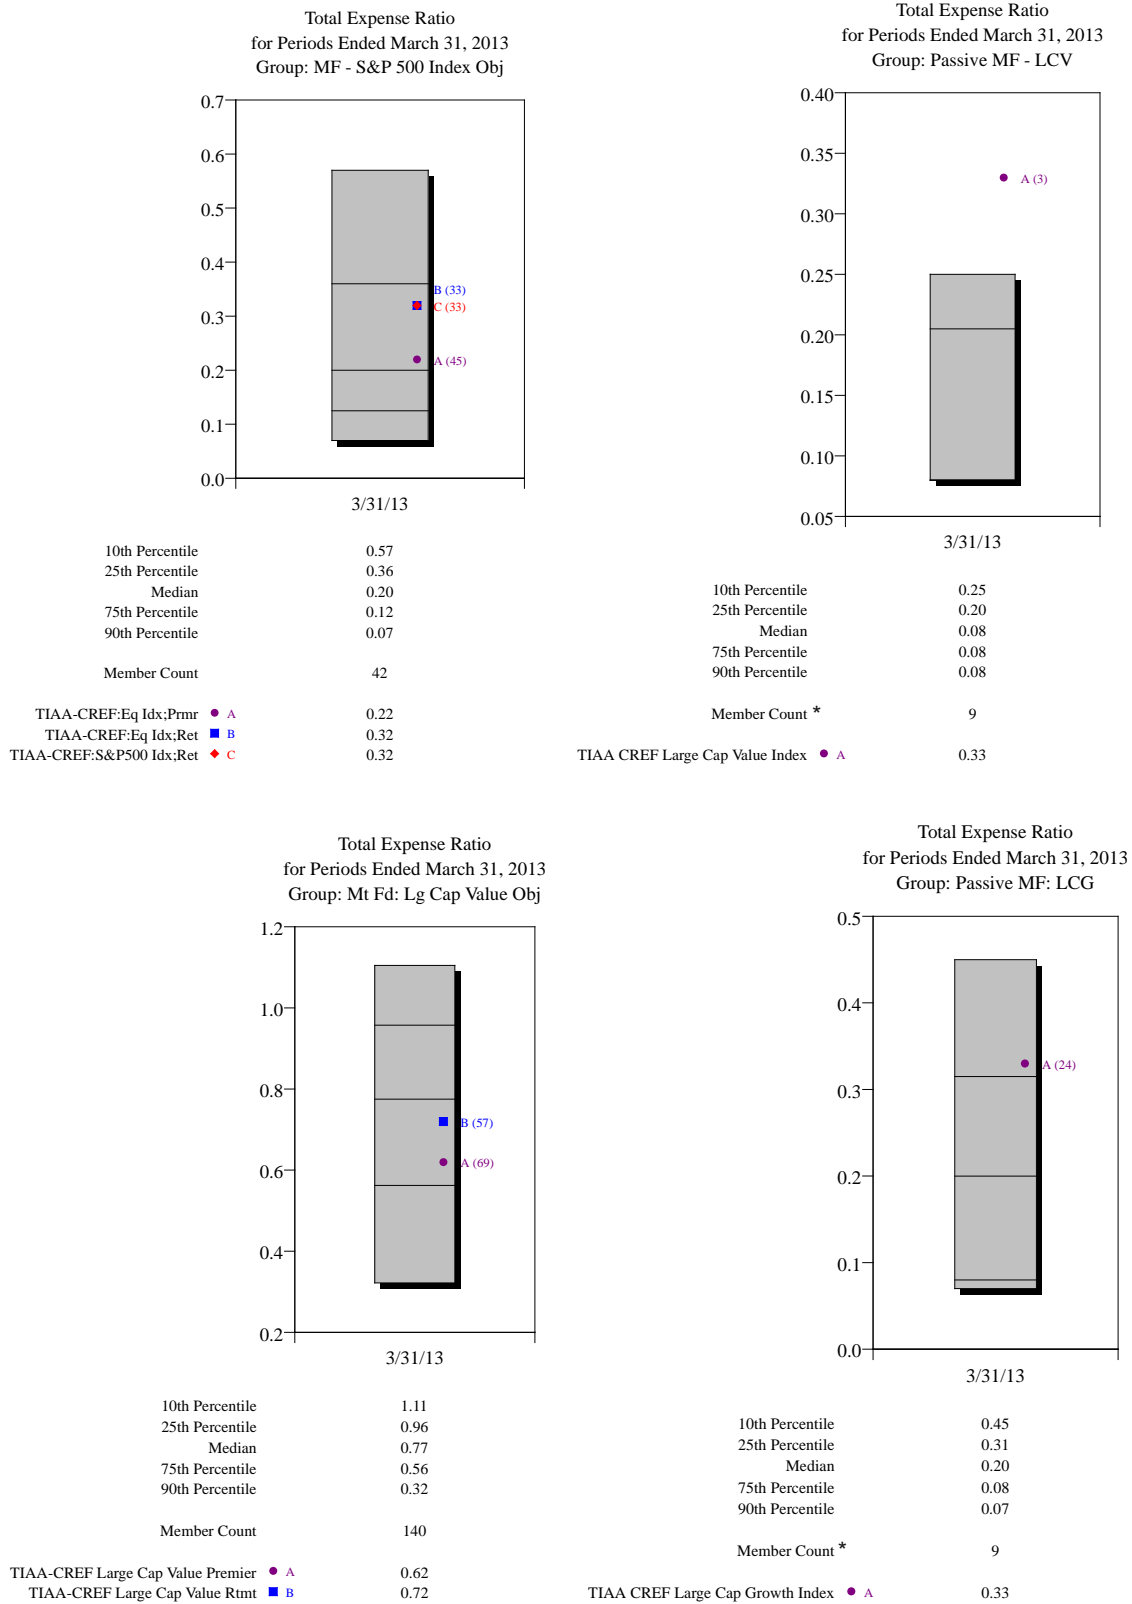 Total Expense Ratio
for Periods Ended March 31, 2013
Group: MF - S&P 500 Index Obj
0.7
0.6
0.5
0.4
0.3
0.2
0.1
0.0
B (33)
C (33)
A (45)
3/31/13
10th Percentile 0.57
25th Percentile 0.36
Median 0.20
75th Percentile 0.12
90th Percentile 0.07
Member Count 42
TIAA-CREF:Eq Idx;Prmr A 0.22
TIAA-CREF:Eq Idx;Ret B 0.32
TIAA-CREF:S&P500 Idx;Ret C 0.32
Total Expense Ratio
for Periods Ended March 31, 2013
Group: Passive MF - LCV
0.40
0.35
0.30
0.25
0.20
0.15
0.10
0.05
A (3)
3/31/13
10th Percentile 0.25
25th Percentile 0.20
Median 0.08
75th Percentile 0.08
90th Percentile 0.08
Member Count * 9
TIAA CREF Large Cap Value Index A 0.33
Total Expense Ratio
for Periods Ended March 31, 2013
Group: Mt Fd: Lg Cap Value Obj
1.2
1.0
0.8
0.6
0.4
0.2
B (57)
A (69)
3/31/13
10th Percentile 1.11
25th Percentile 0.96
Median 0.77
75th Percentile 0.56
90th Percentile 0.32
Member Count 140
TIAA-CREF Large Cap Value Premier A 0.62
TIAA-CREF Large Cap Value Rtmt B 0.72
Total Expense Ratio
for Periods Ended March 31, 2013
Group: Passive MF: LCG
0.5
0.4
0.3
0.2
0.1
0.0
A (24)
3/31/13
10th Percentile 0.45
25th Percentile 0.31
Median 0.20
75th Percentile 0.08
90th Percentile 0.07
Member Count * 9
TIAA CREF Large Cap Growth Index A 0.33